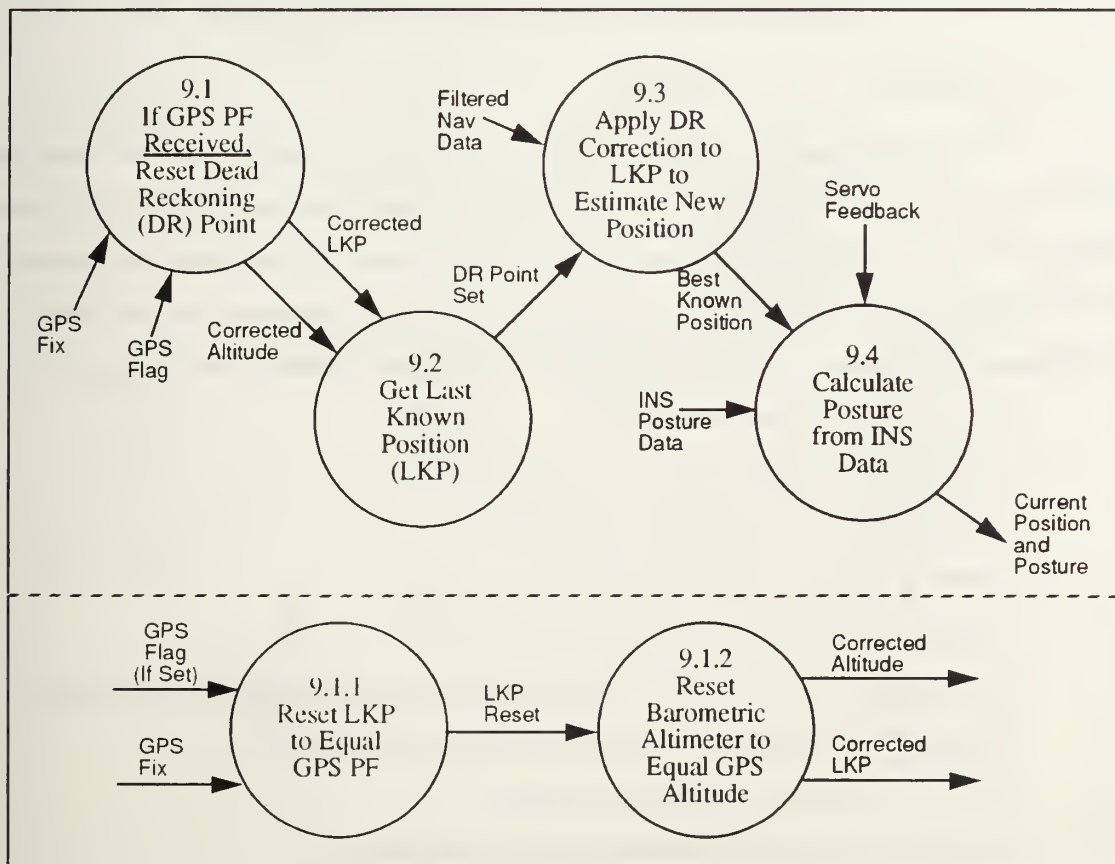 9.1
If GPS PF
Received,
Reset Dead
Reckoning
(DR) Point
GPS
Fix
GPS
Flag
Corrected
LKP
Corrected
Altitude
9.2
Get Last
Known
Position
(LKP)
DR Point
Set
Filtered
Nav
Data
9.3
Apply DR
Correction to
LKP to
Estimate New
Position
Best
Known
Position
Servo
Feedback
INS
Posture
Data
9.4
Calculate
Posture
from INS
Data
Current
Position
and
Posture
GPS
Flag
(If Set)
GPS
Fix
9.1.1
Reset LKP
to Equal
GPS PF
LKP
Reset
9.1.2
Reset
Barometric
Altimeter to
Equal GPS
Altitude
Corrected
Altitude
Corrected
LKP